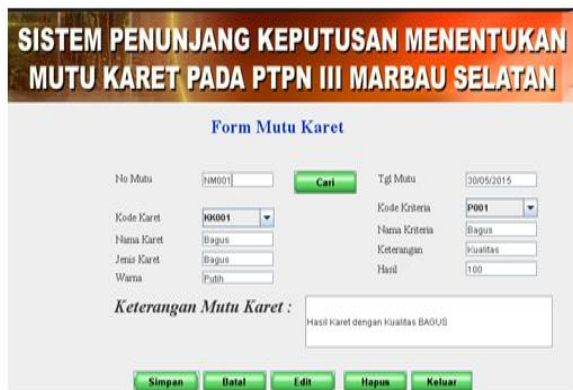 SISTEM PENUNJANG KEPUTUSAN MENENTUKAN
MUTU KARET PADA PTPN III MARBAU SELATAN
Form Mutu Karet
No Mutu NM001 Cari Tgl Mutu 30/05/2015
Kode Karet KK001 Kode Kriteria P001
Nama Karet Bagus Nama Kriteria Bagus
Jenis Karet Bagus Keterangan Kualitas
Warna Putih Hasil 100
Keterangan Mutu Karet : Hasil Karet dengan Kualitas BAGUS
Simpan Batal Edit Hapus Keluar